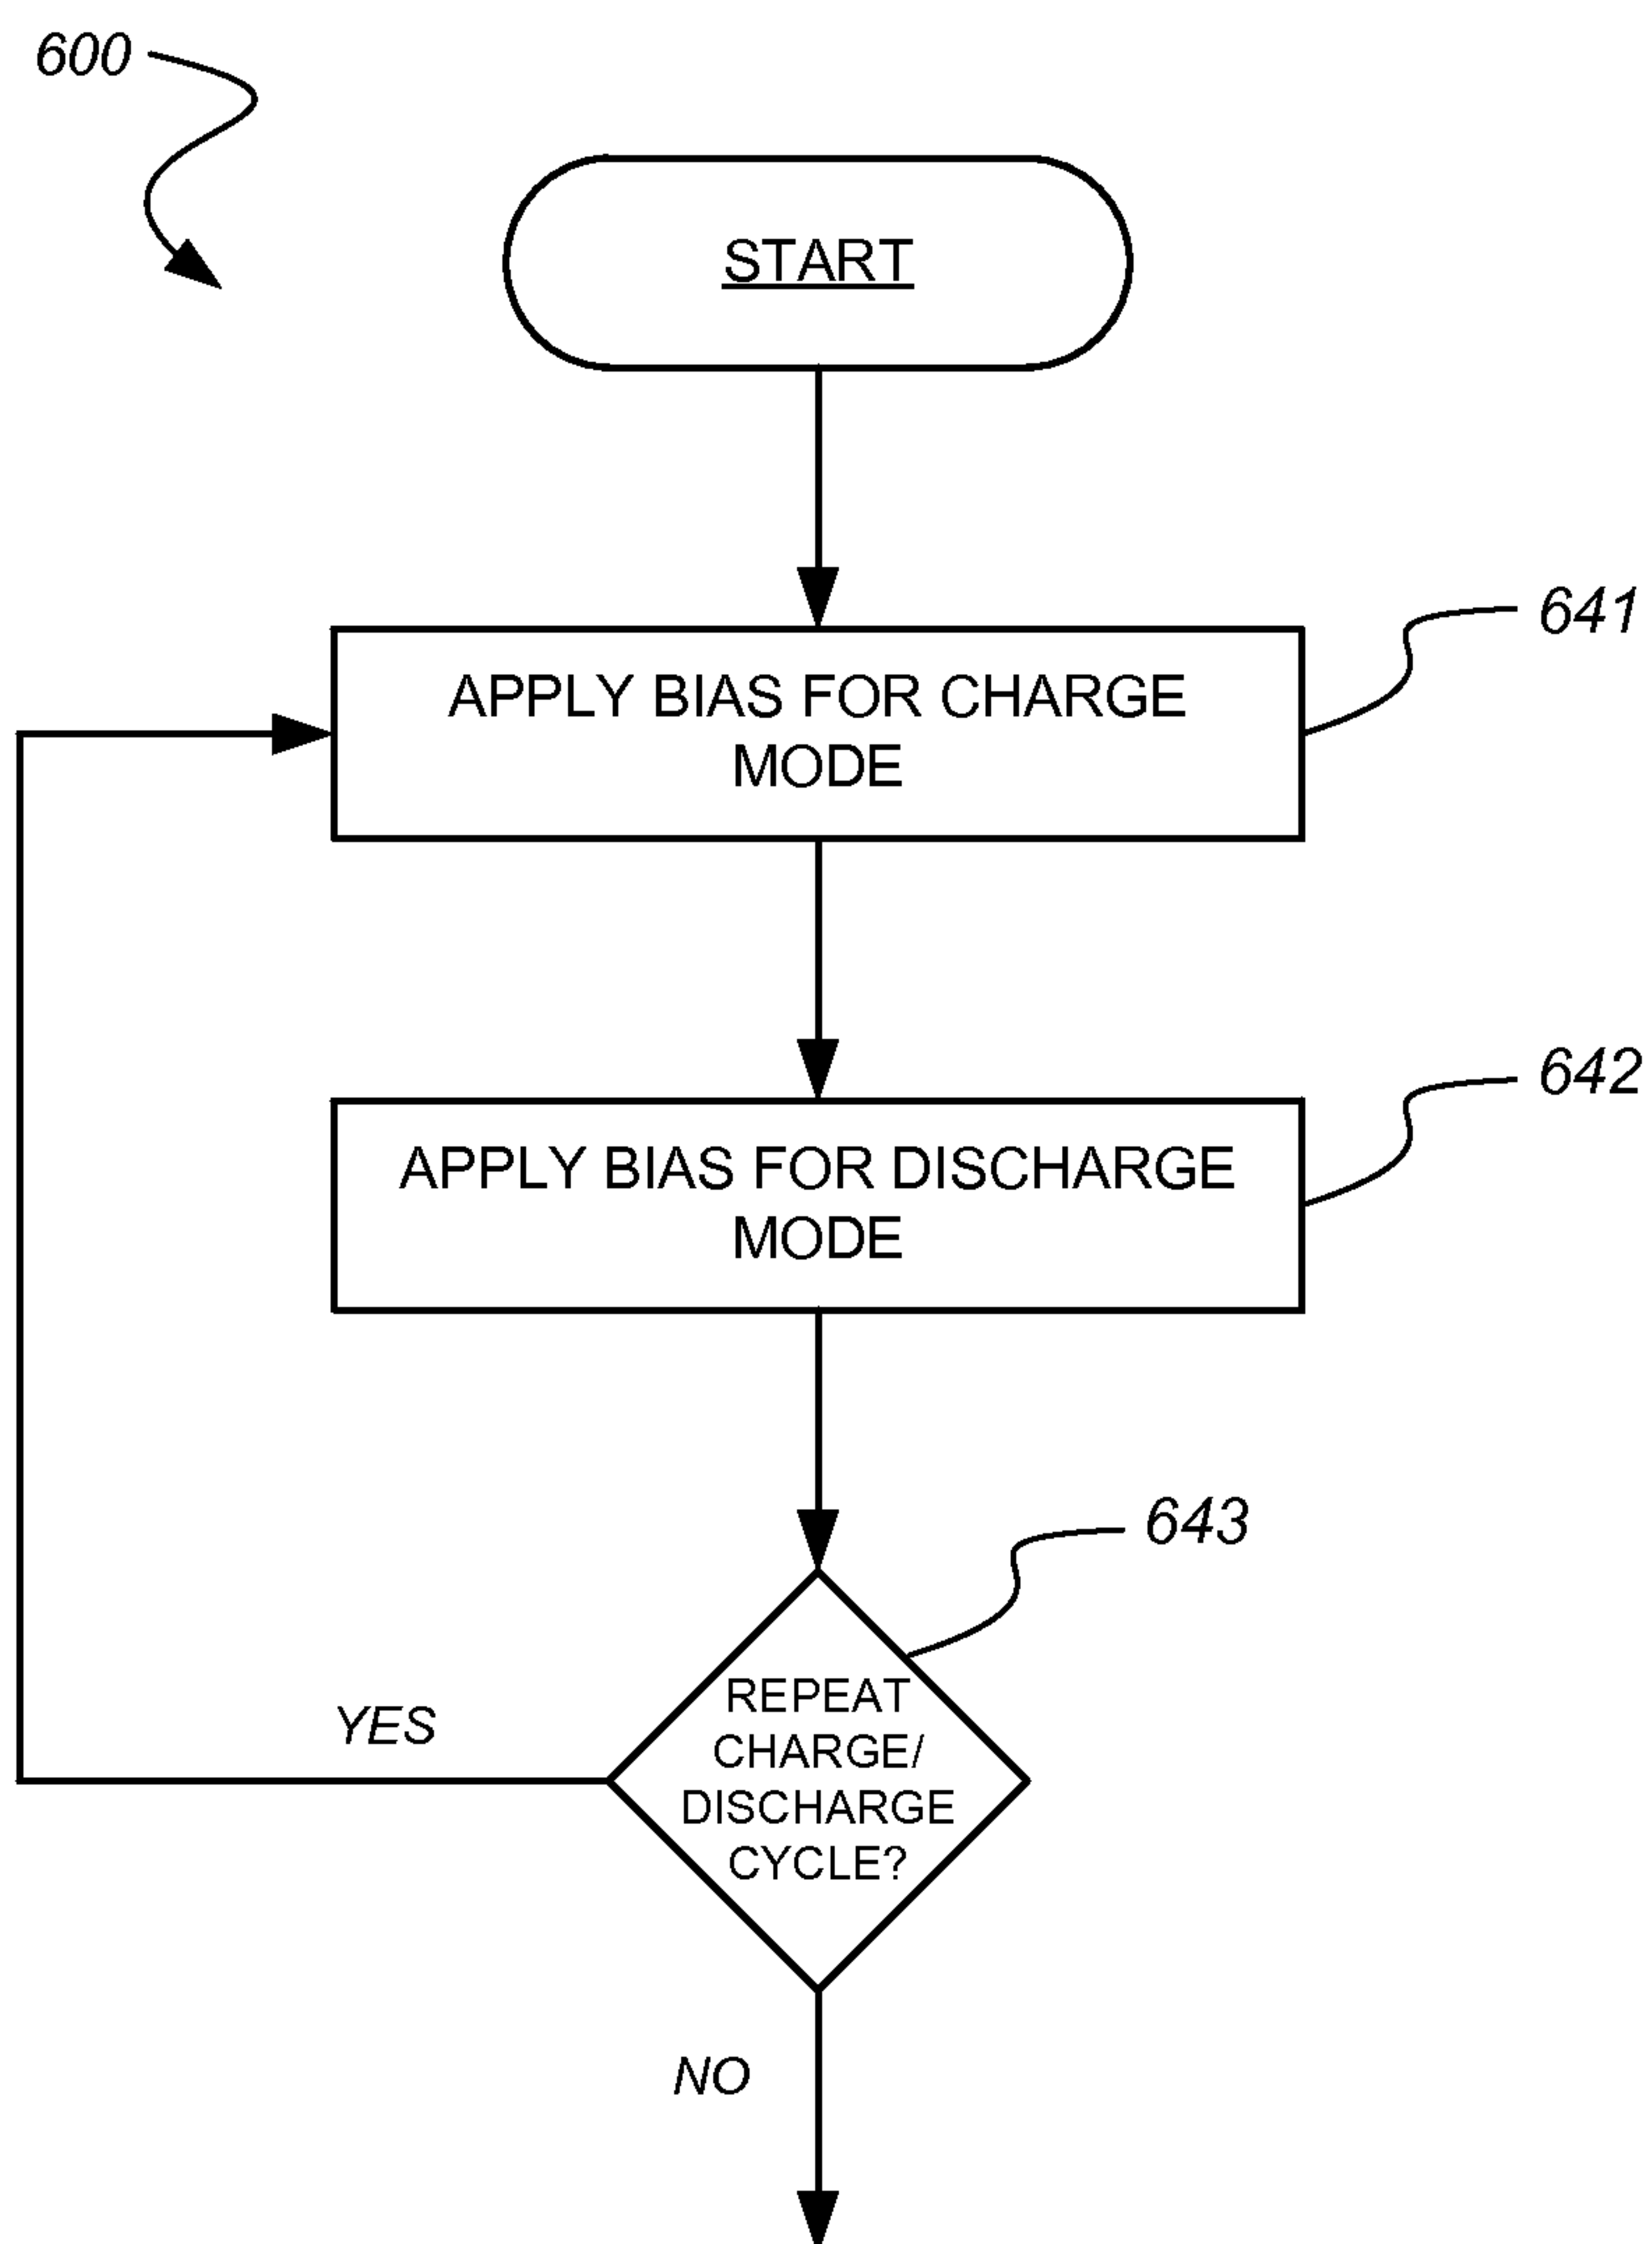 600
START
641
APPLY BIAS FOR CHARGE
MODE
642
APPLY BIAS FOR DISCHARGE
MODE
643
REPEAT
CHARGE/
DISCHARGE
CYCLE?
YES
NO